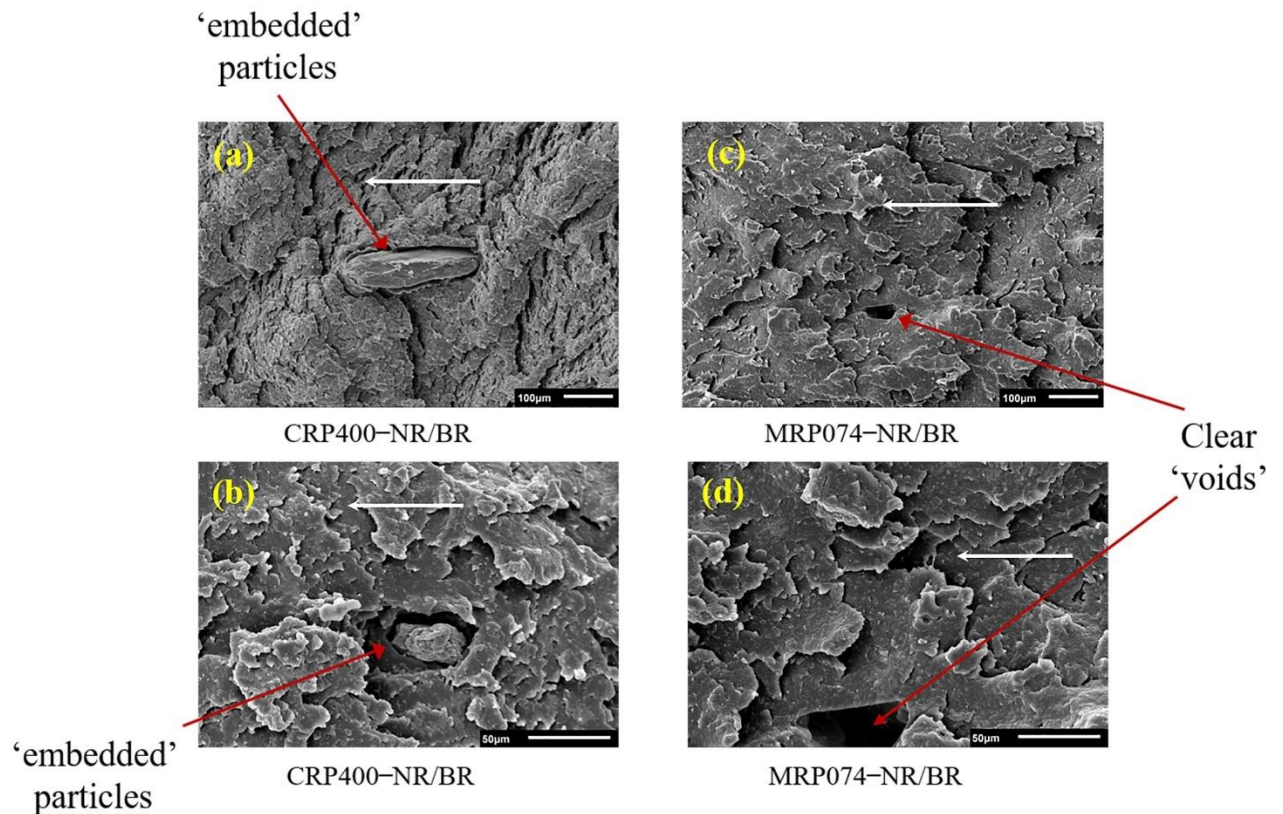 ‘embedded’
particles
(a)
100μm
CRP400−NR/BR
(c)
100μm
MRP074−NR/BR
Clear
‘voids’
(b)
50μm
CRP400−NR/BR
(d)
50μm
MRP074−NR/BR
‘embedded’
particles